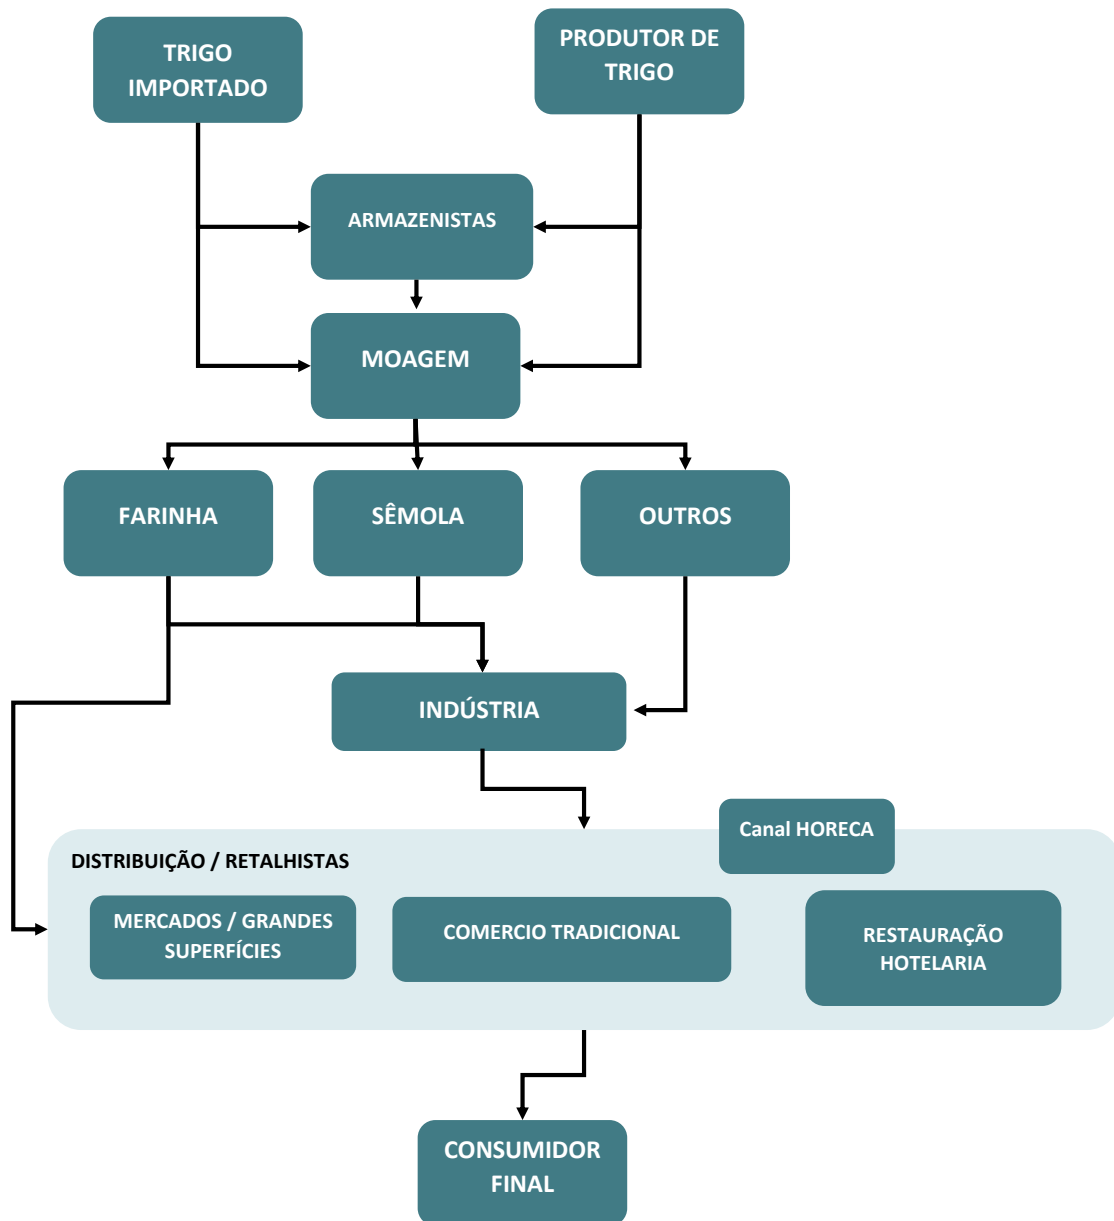 TRIGO
IMPORTADO
PRODUTOR DE
TRIGO
ARMAZENISTAS
MOAGEM
FARINHA
SÊMOLA
OUTROS
INDÚSTRIA
Canal HORECA
DISTRIBUIÇÃO / RETALHISTAS
MERCADOS / GRANDES
SUPERFÍCIES
COMERCIO TRADICIONAL
RESTAURAÇÃO
HOTELARIA
CONSUMIDOR
FINAL